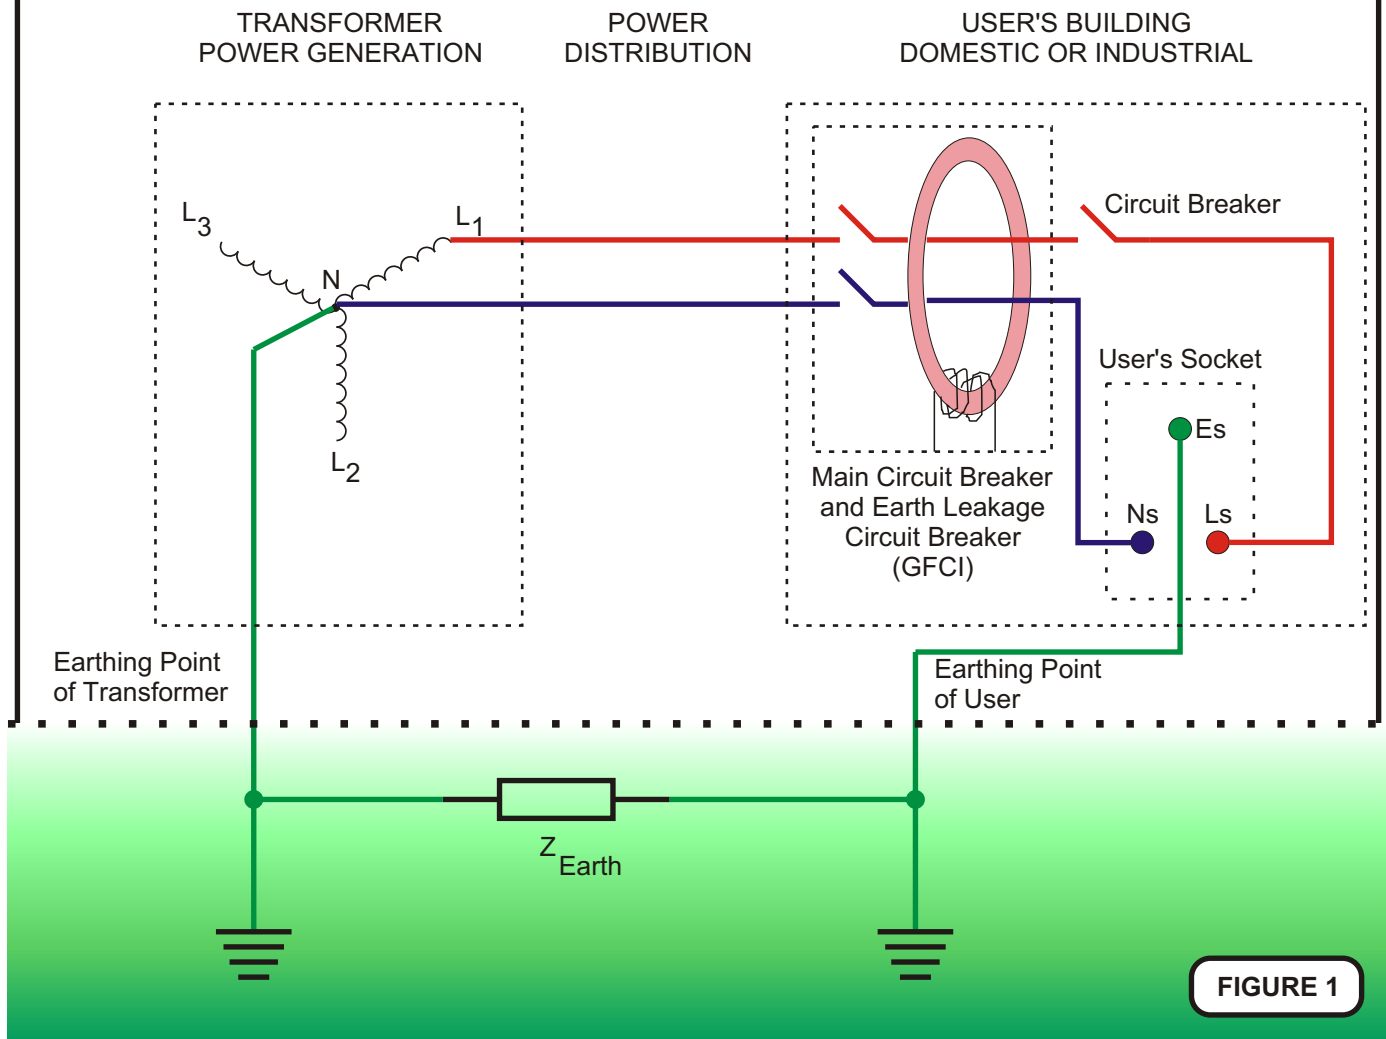 TRANSFORMER
POWER GENERATION
POWER
DISTRIBUTION
USER'S BUILDING
DOMESTIC OR INDUSTRIAL
L3
L1
N
L2
Circuit Breaker
User's Socket
Es
Ns
Ls
Main Circuit Breaker
and Earth Leakage
Circuit Breaker
(GFCI)
Earthing Point
of Transformer
Earthing Point
of User
Z Earth
FIGURE 1